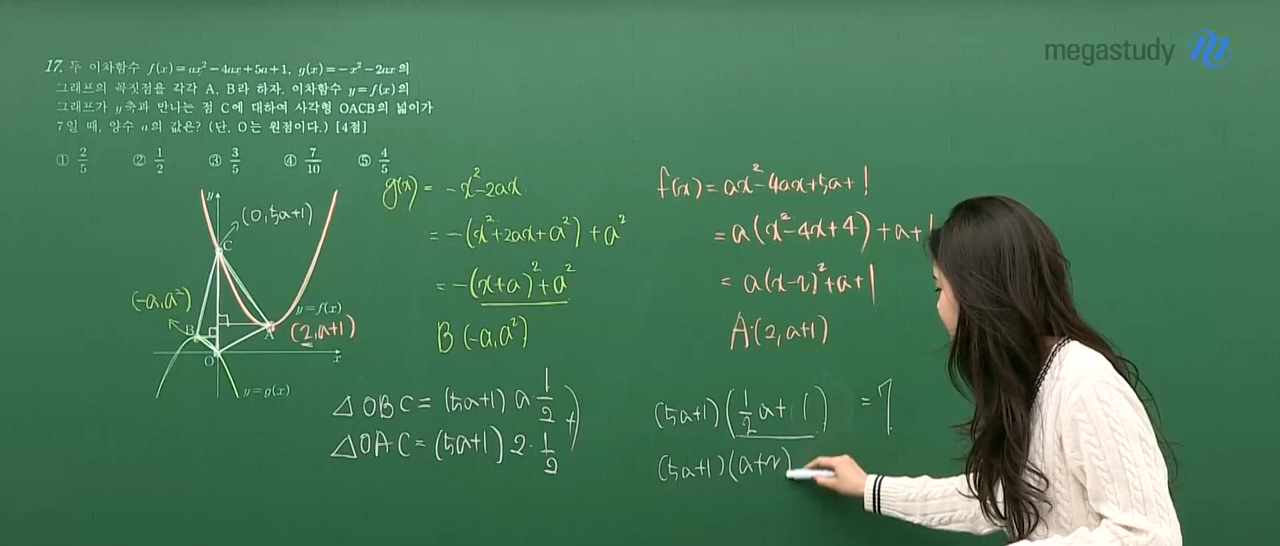 megastudy
17. 두 이차함수 f(x)=ax²-4ax+5a+1, g(x)=-x²-2ax의
그래프의 꼭짓점을 각각 A, B라 하자. 이차함수 y=f(x)의
그래프가 y축과 만나는 점 C에 대하여 사각형 OACB의 넓이가
7일 때, 양수 a의 값은? (단, O는 원점이다.) [4점]
① 2/5 ② 1/2 ③ 3/5 ④ 7/10 ⑤ 4/5
y
(0, 5a+1)
C
(-a, a²)
B
y=f(x)
A
(2, a+1)
O
x
y=g(x)
g(x) = -x²-2ax
= -(x²+2ax+a²)+a²
= -(x+a)²+a²
B (-a, a²)
△OBC = (5a+1) a · 1/2
△OAC = (5a+1) 2 · 1/2
+
f(x) = ax²-4ax+5a+1
= a(x²-4x+4)+a+1
= a(x-2)²+a+1
A(2, a+1)
(5a+1)(1/2 a+1) = 7
(5a+1)(a+2)